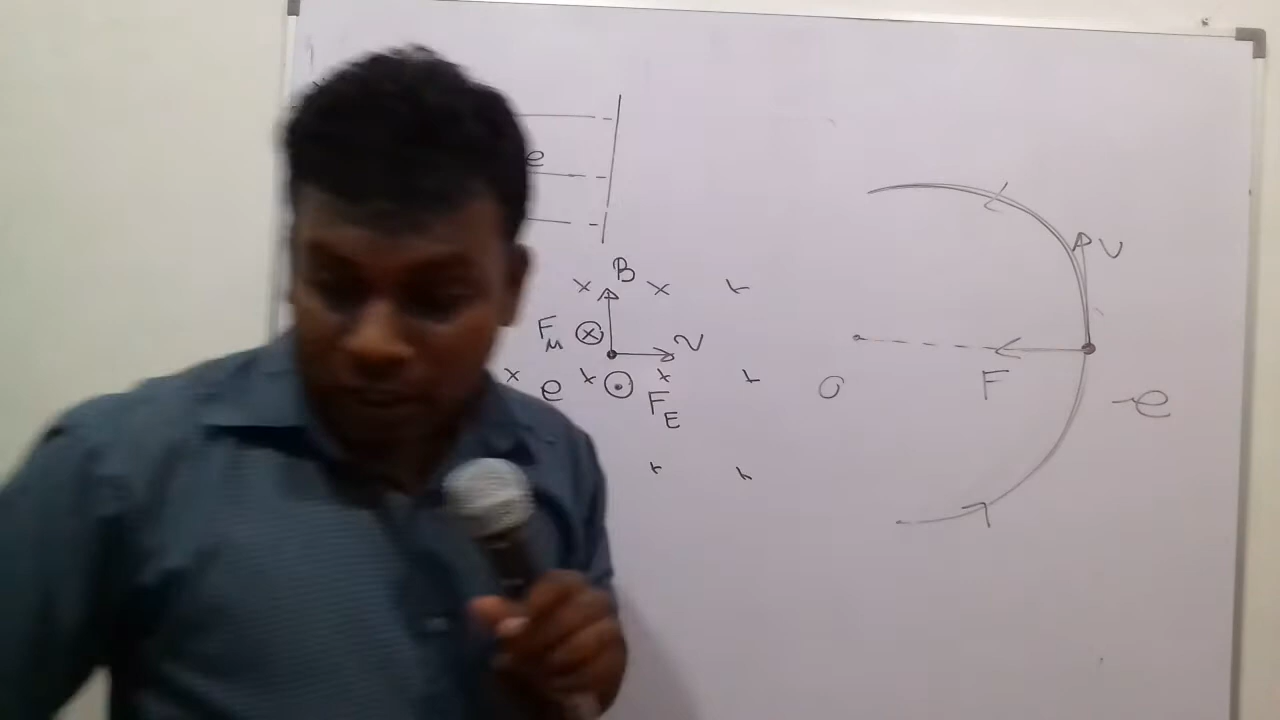 e
B
× × ×
F_M ⊗
v
× × × ×
e ⊙
F_E
× ×
v
O
F
-e